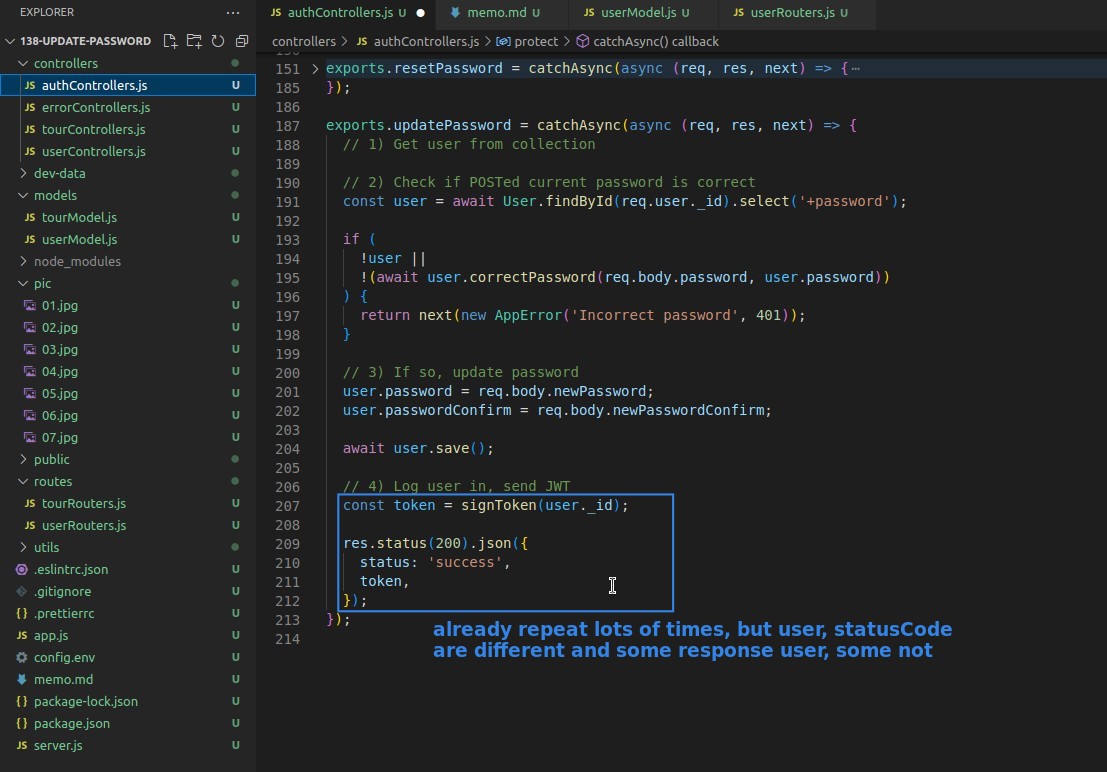 EXPLORER
138-UPDATE-PASSWORD
controllers
JS authControllers.js U
JS errorControllers.js U
JS tourControllers.js U
JS userControllers.js U
dev-data
models
JS tourModel.js U
JS userModel.js U
node_modules
pic
01.jpg U
02.jpg U
03.jpg U
04.jpg U
05.jpg U
06.jpg U
07.jpg U
public
routes
JS tourRouters.js U
JS userRouters.js U
utils
.eslintrc.json U
.gitignore U
{} .prettierrc U
JS app.js U
config.env U
memo.md U
{} package-lock.json U
{} package.json U
JS server.js U
JS authControllers.js U
memo.md U
JS userModel.js U
JS userRouters.js U
controllers > JS authControllers.js > protect > catchAsync() callback
151 > exports.resetPassword = catchAsync(async (req, res, next) => {⋯
185 });
186
187 exports.updatePassword = catchAsync(async (req, res, next) => {
188 // 1) Get user from collection
189
190 // 2) Check if POSTed current password is correct
191 const user = await User.findById(req.user._id).select('+password');
192
193 if (
194 !user ||
195 !(await user.correctPassword(req.body.password, user.password))
196 ) {
197 return next(new AppError('Incorrect password', 401));
198 }
199
200 // 3) If so, update password
201 user.password = req.body.newPassword;
202 user.passwordConfirm = req.body.newPasswordConfirm;
203
204 await user.save();
205
206 // 4) Log user in, send JWT
207 const token = signToken(user._id);
208
209 res.status(200).json({
210 status: 'success',
211 token,
212 });
213 });
214
already repeat lots of times, but user, statusCode
are different and some response user, some not